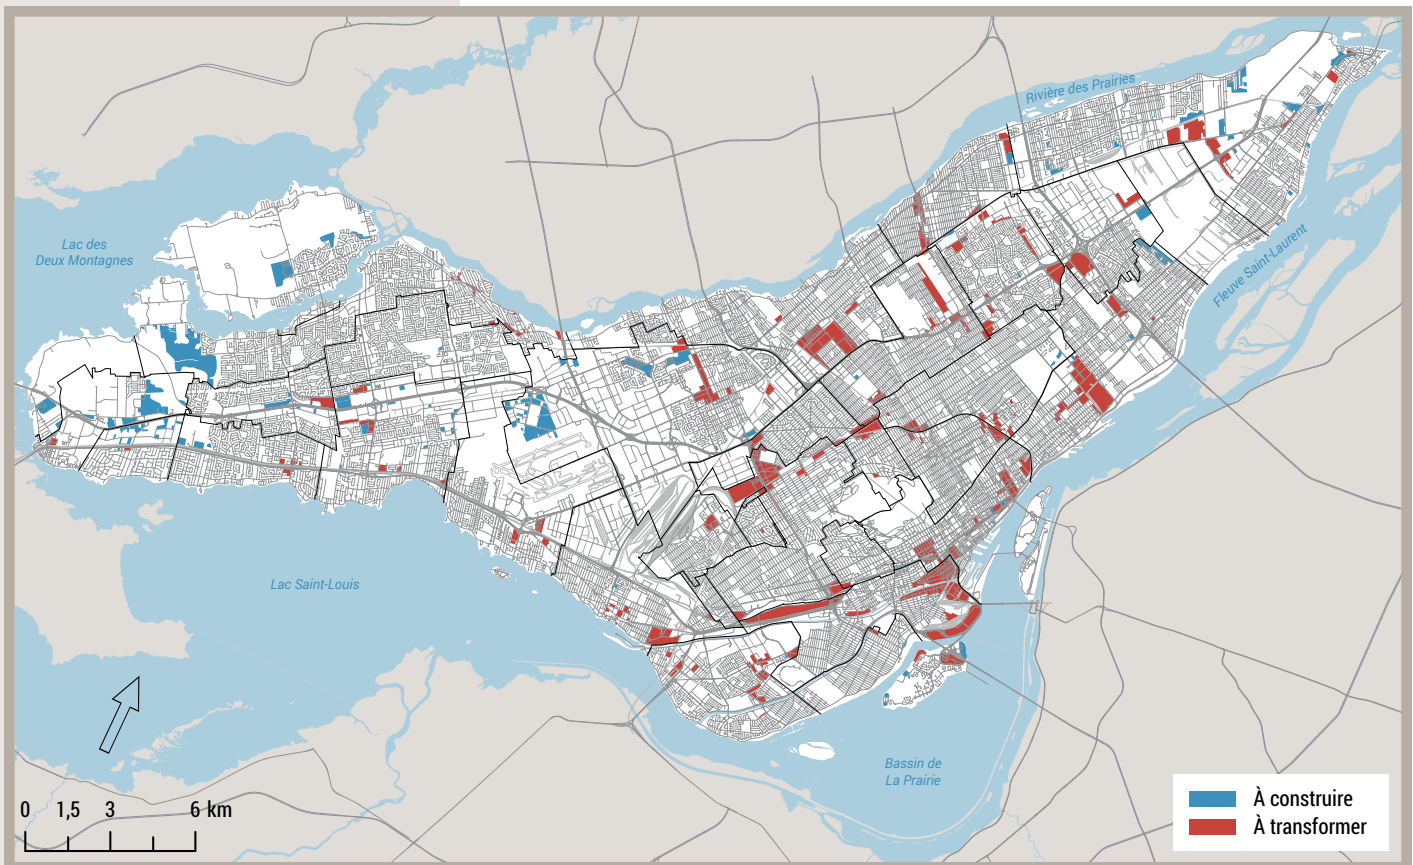 Rivière des Prairies
Lac des
Deux Montagnes
Fleuve Saint-Laurent
Lac Saint-Louis
Bassin de
La Prairie
0 1,5 3 6 km
À construire
À transformer